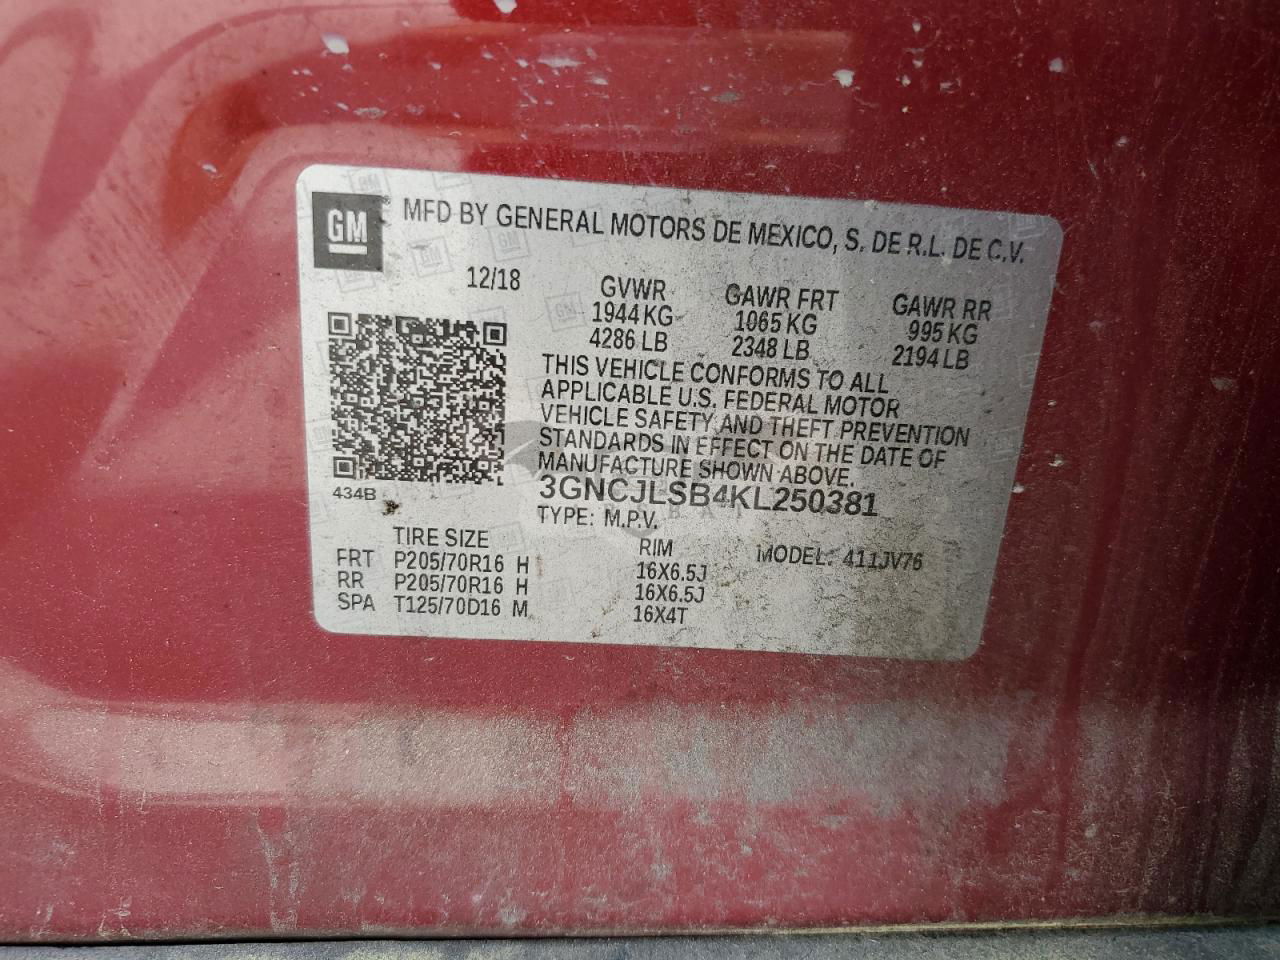 GM MFD BY GENERAL MOTORS DE MEXICO, S. DE R.L. DE C.V.
12/18 GVWR GAWR FRT GAWR RR
1944 KG 1065 KG 995 KG
4286 LB 2348 LB 2194 LB
THIS VEHICLE CONFORMS TO ALL
APPLICABLE U.S. FEDERAL MOTOR
VEHICLE SAFETY AND THEFT PREVENTION
STANDARDS IN EFFECT ON THE DATE OF
MANUFACTURE SHOWN ABOVE.
434B
3GNCJLSB4KL250381
TYPE: M.P.V.
TIRE SIZE RIM MODEL: 411JV76
FRT P205/70R16 H 16X6.5J
RR P205/70R16 H 16X6.5J
SPA T125/70D16 M 16X4T